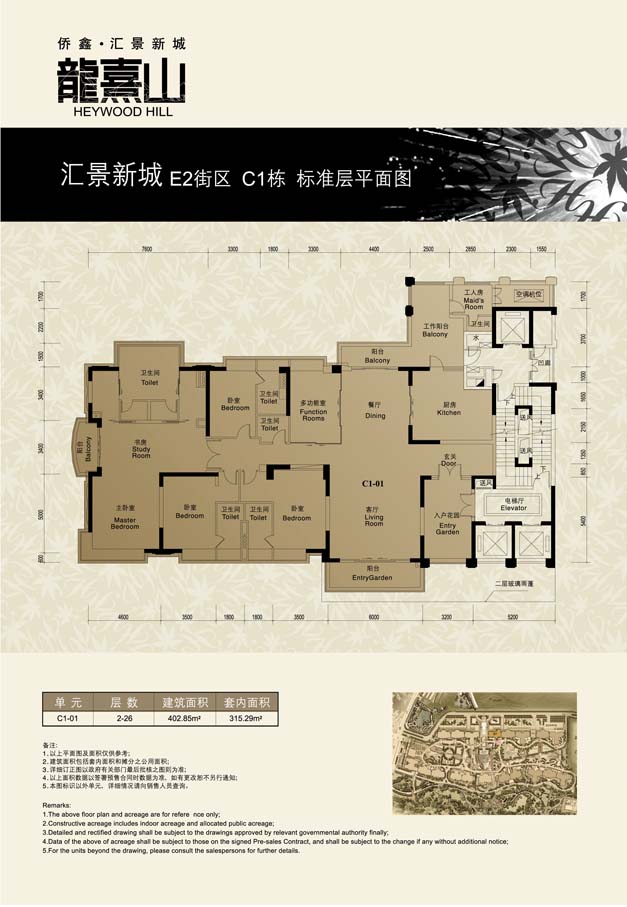 侨鑫·汇景新城
龍熹山
HEYWOOD HILL
汇景新城 E2街区 C1栋 标准层平面图
7600 3300 1800 3300 4400 2500 2850 2300 1550
1700 2200 1500 3400 3400 5000 600
1700 3700 1000 1600 2150 1350 850 5400
工人房
Maid's
Room
空调机位
卫生间
工作阳台
Balcony
水
凹廊
阳台
Balcony
卫生间
Toilet
卧室
Bedroom
卫生间
Toilet
卫生间
Toilet
多功能室
Function
Rooms
餐厅
Dining
厨房
Kitchen
上
下
送风
送风
阳台
Balcony
书房
Study
Room
玄关
Door
C1-01
送风
上
下
电梯厅
Elevator
主卧室
Master
Bedroom
卧室
Bedroom
卫生间
Toilet
卫生间
Toilet
卧室
Bedroom
客厅
Living
Room
入户花园
Entry
Garden
阳台
EntryGarden
二层玻璃雨蓬
4600 3500 1800 1800 3500 6000 3200 5200
单 元 层 数 建筑面积 套内面积
C1-01 2-26 402.85m² 315.29m²
备注:
1.以上平面图及面积仅供参考;
2.建筑面积包括套内面积和摊分之公用面积;
3.详细订正图以政府有关部门最后批核之图则为准;
4.以上面积数据以签署预售合同时数据为准，如有更改恕不另行通知;
5.本图标识以外单元，详细情况请向销售人员查询。
Remarks:
1.The above floor plan and acreage are for refere nce only;
2.Constructive acreage includes indoor acreage and allocated public acreage;
3.Detailed and rectified drawing shall be subject to the drawings approved by relevant governmental authority finally;
4.Data of the above of acreage shall be subject to those on the signed Pre-sales Contract, and shall be subject to the change if any without additional notice;
5.For the units beyond the drawing, please consult the salespersons for further details.